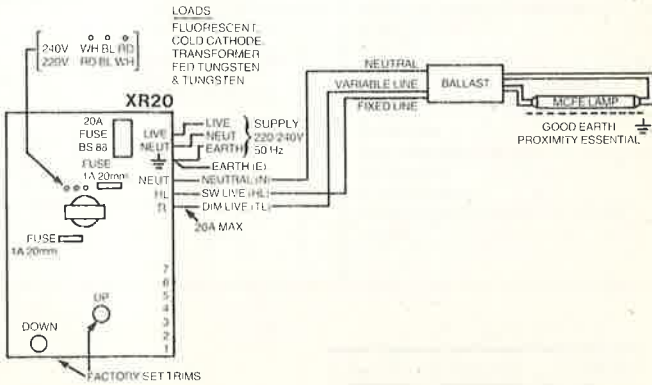 LOADS
FLUORESCENT,
COLD CATHODE,
TRANSFORMER
FED TUNGSTEN
& TUNGSTEN
240V WH BL RD
220V RD BL WH
XR20
20A
FUSE
BS 88
LIVE
NEUT
FUSE
1A 20mm
NEUT
HL
TL
FUSE
1A 20mm
7
6
5
4
3
2
1
UP
DOWN
FACTORY SET TRIMS
LIVE
NEUT
EARTH
SUPPLY
220-240V
50 Hz
EARTH (E)
NEUTRAL (N)
SW LIVE (HL)
DIM LIVE (TL)
20A MAX
NEUTRAL
VARIABLE LINE
FIXED LINE
BALLAST
MCFE LAMP
GOOD EARTH
PROXIMITY ESSENTIAL